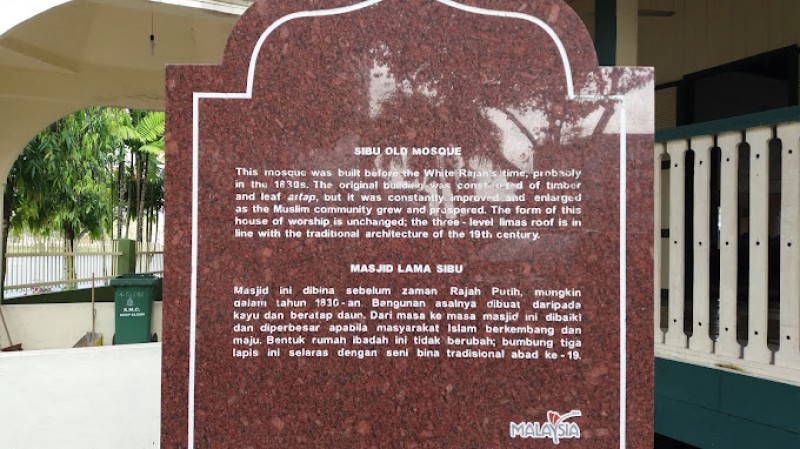 SIBU OLD MOSQUE
This mosque was built before the White Rajah's time, probably
in the 1830s. The original building was constructed of timber
and leaf attap, but it was constantly improved and enlarged
as the Muslim community grew and prospered. The form of this
house of worship is unchanged; the three-level limas roof is in
line with the traditional architecture of the 19th century.
MASJID LAMA SIBU
Masjid ini dibina sebelum zaman Rajah Putih, mungkin
dalam tahun 1830-an. Bangunan asalnya dibuat daripada
kayu dan beratap daun. Dari masa ke masa masjid ini dibaiki
dan diperbesar apabila masyarakat Islam berkembang dan
maju. Bentuk rumah ibadah ini tidak berubah; bumbung tiga
lapis ini selaras dengan seni bina tradisional abad ke-19.
MALAYSIA
S.M.C.